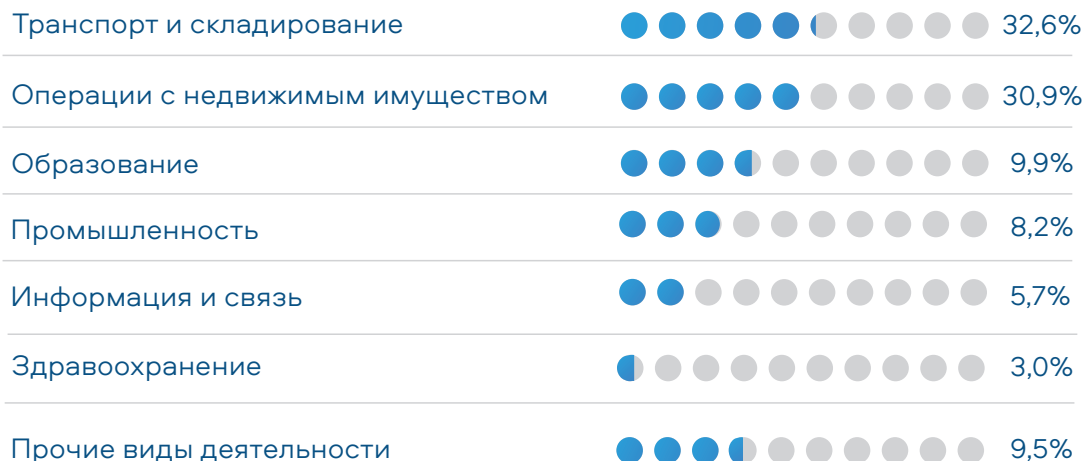 Транспорт и складирование 32,6%
Операции с недвижимым имуществом 30,9%
Образование 9,9%
Промышленность 8,2%
Информация и связь 5,7%
Здравоохранение 3,0%
Прочие виды деятельности 9,5%